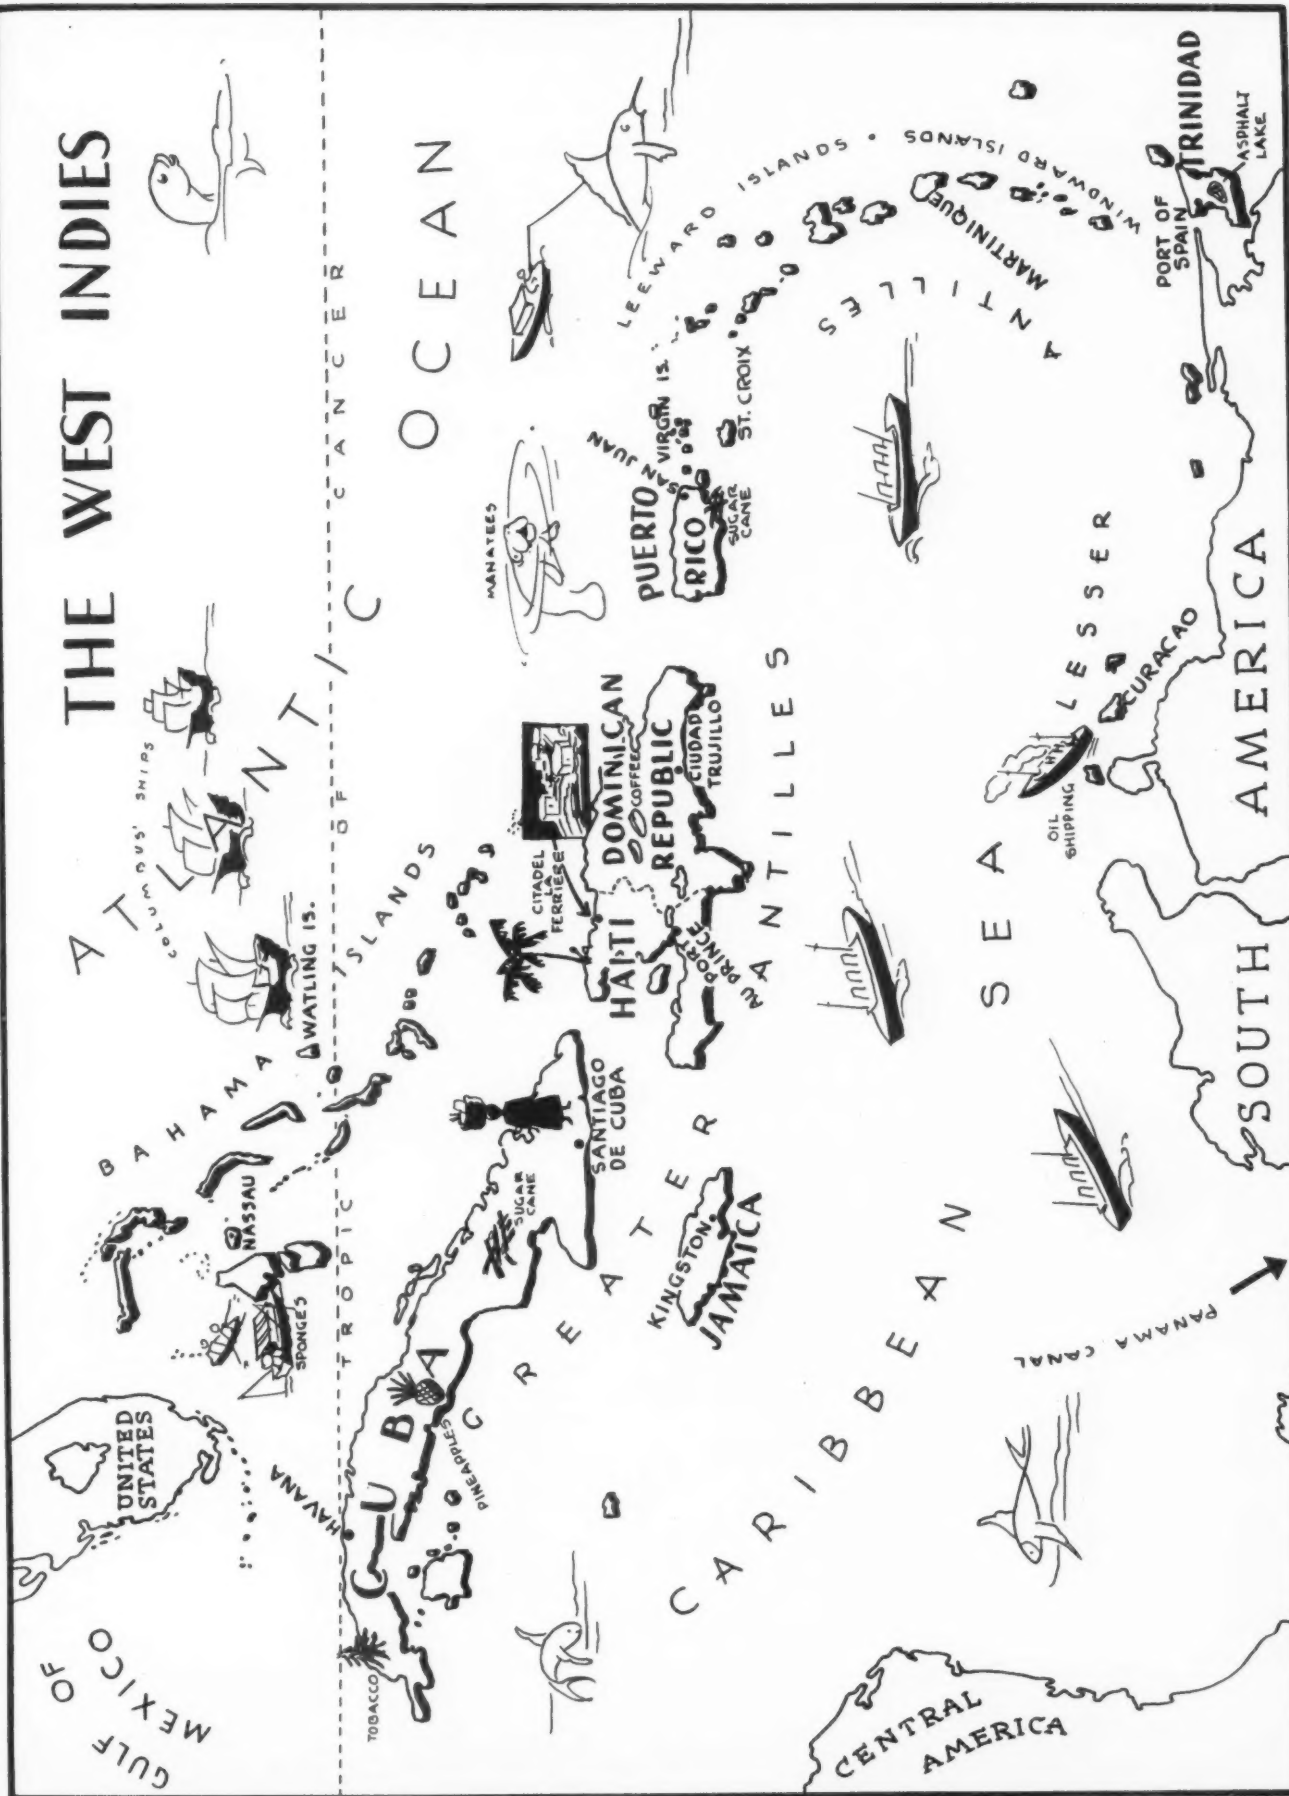 THE WEST INDIES
GULF OF
MEXICO
UNITED
STATES
SPONGES
NASSAU
BAHAMA
ISLANDS
WATLING IS.
COLUMBUS' SHIPS
ATLANTIC
OCEAN
TROPIC OF CANCER
HAVANA
TOBACCO
CUBA
PINEAPPLES
SUGAR
CANE
SANTIAGO
DE CUBA
CITADEL
LA
FERRIERE
HAITI
PORT
AU PRINCE
DOMINICAN
COFFEE
REPUBLIC
CIUDAD
TRUJILLO
MANATEES
PUERTO
RICO
SAN JUAN
SUGAR
CANE
VIRGIN IS.
ST. CROIX
LEEWARD ISLANDS • WINDWARD ISLANDS
MARTINIQUE
KINGSTON
JAMAICA
GREATER
ANTILLES
CARIBBEAN
SEA
LESSER
ANTILLES
OIL
SHIPPING
CURACAO
PORT OF
SPAIN
TRINIDAD
ASPHALT
LAKE
CENTRAL
AMERICA
PANAMA CANAL
SOUTH AMERICA